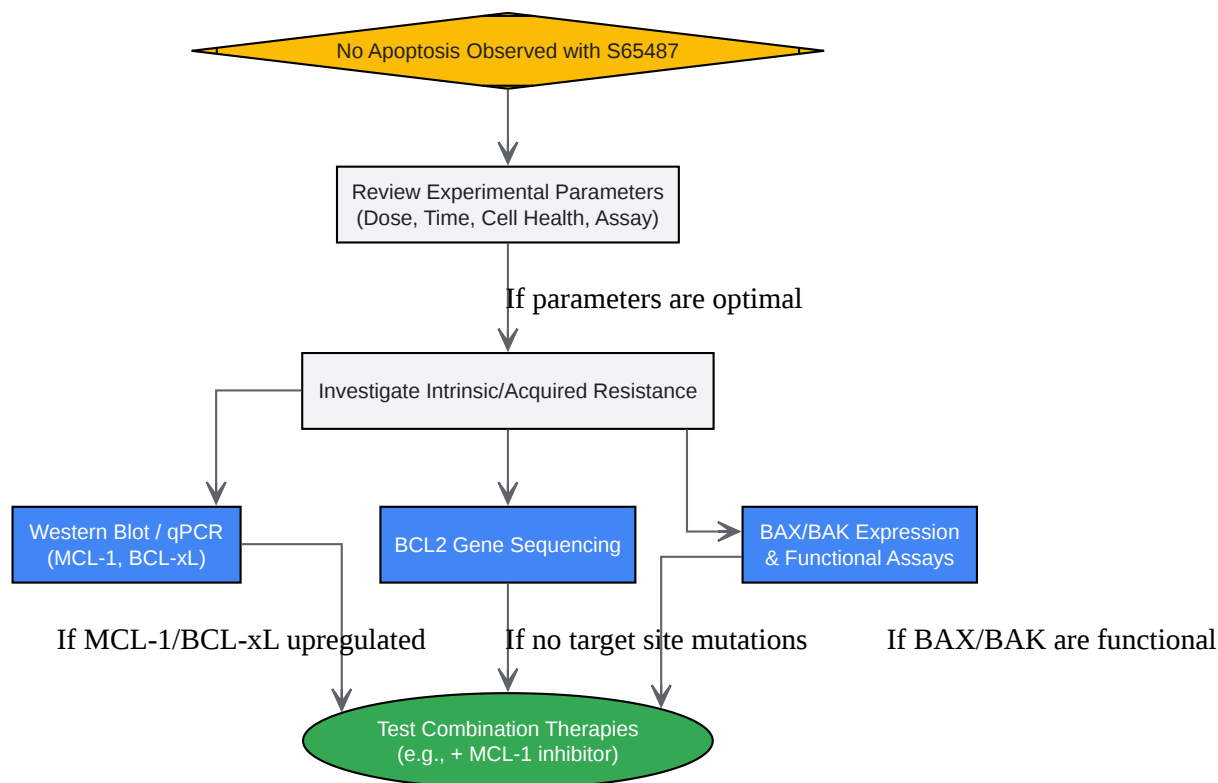 No Apoptosis Observed with S65487
Review Experimental Parameters
(Dose, Time, Cell Health, Assay)
If parameters are optimal
Investigate Intrinsic/Acquired Resistance
Western Blot / qPCR
(MCL-1, BCL-xL)
BCL2 Gene Sequencing
BAX/BAK Expression
& Functional Assays
If MCL-1/BCL-xL upregulated
If no target site mutations
If BAX/BAK are functional
Test Combination Therapies
(e.g., + MCL-1 inhibitor)